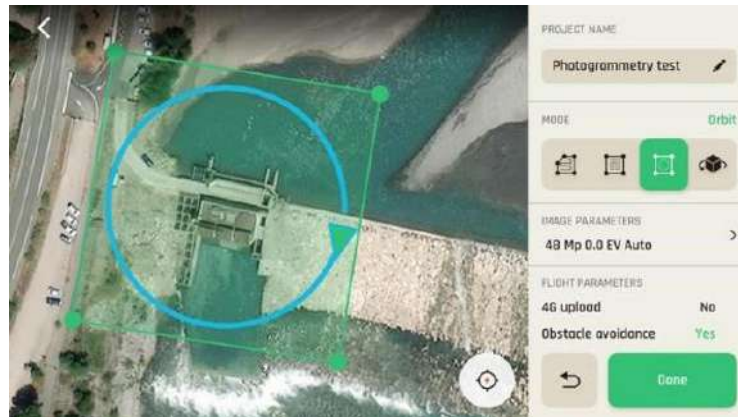 PROJECT NAME
Photogrammetry test
MODE
Orbit
IMAGE PARAMETERS
48 Mp 0.0 EV Auto
FLIGHT PARAMETERS
4G upload
No
Obstacle avoidance
Yes
Done